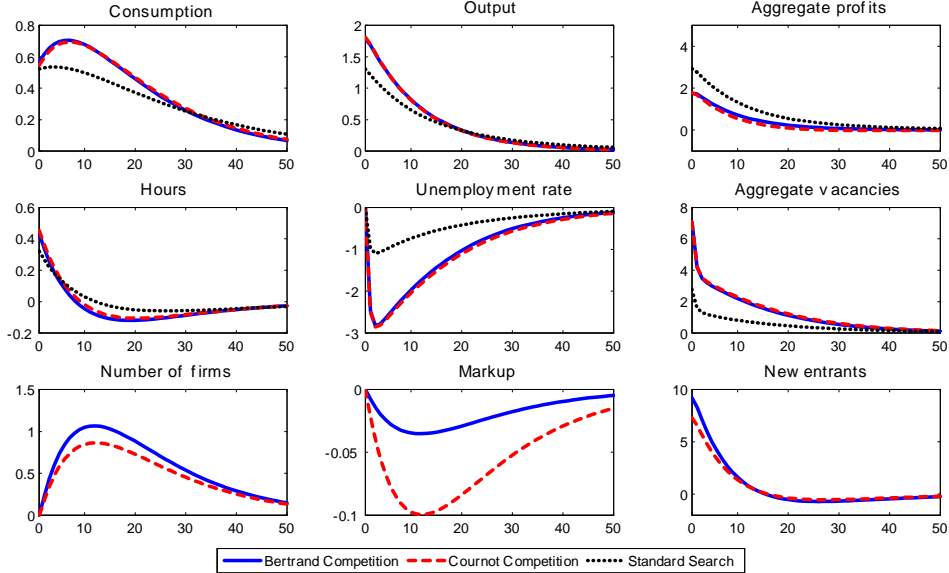 Consumption
Output
Aggregate profits
0.8
0.6
0.4
0.2
0
0 10 20 30 40 50
2
1.5
1
0.5
0
0 10 20 30 40 50
4
2
0
0 10 20 30 40 50
Hours
Unemployment rate
Aggregate vacancies
0.6
0.4
0.2
0
-0.2
0 10 20 30 40 50
0
-1
-2
-3
0 10 20 30 40 50
8
6
4
2
0
0 10 20 30 40 50
Number of firms
Markup
New entrants
1.5
1
0.5
0
0 10 20 30 40 50
0
-0.05
-0.1
0 10 20 30 40 50
10
5
0
0 10 20 30 40 50
Bertrand Competition Cournot Competition Standard Search